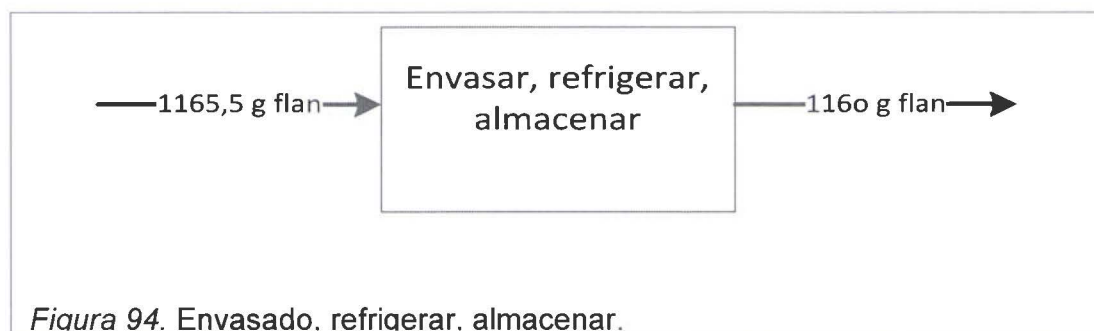 1165,5 g flan
Envasar, refrigerar,
almacenar
116o g flan
Figura 94. Envasado, refrigerar, almacenar.